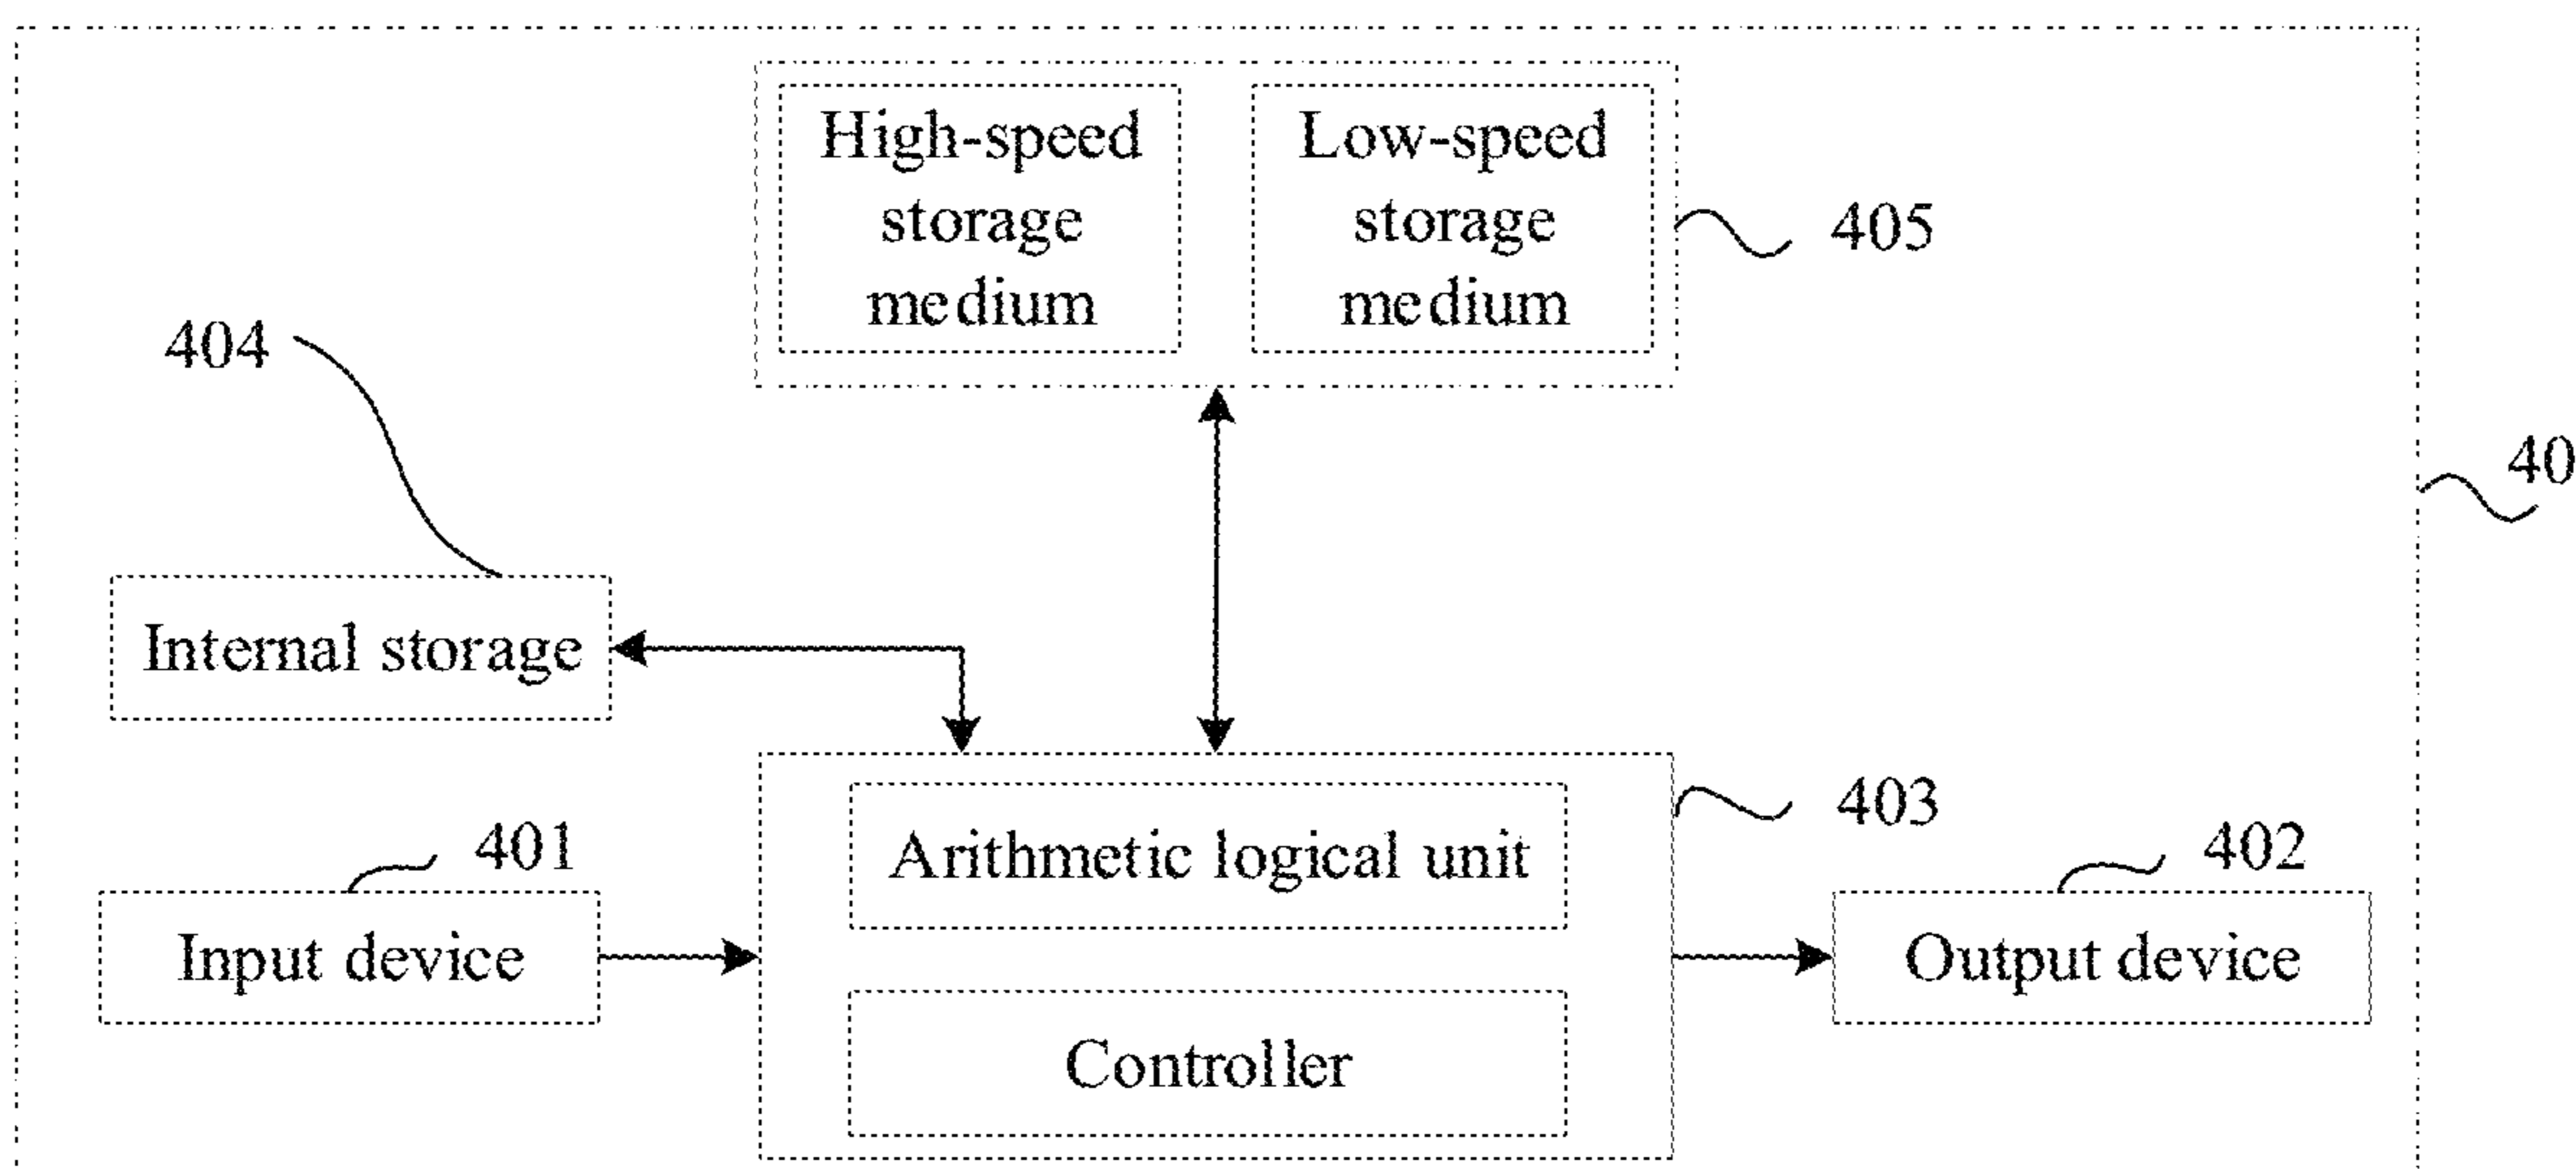 High-speed
storage
medium
Low-speed
storage
medium
405
404
40
Internal storage
403
Arithmetic logical unit
401
402
Input device
Output device
Controller